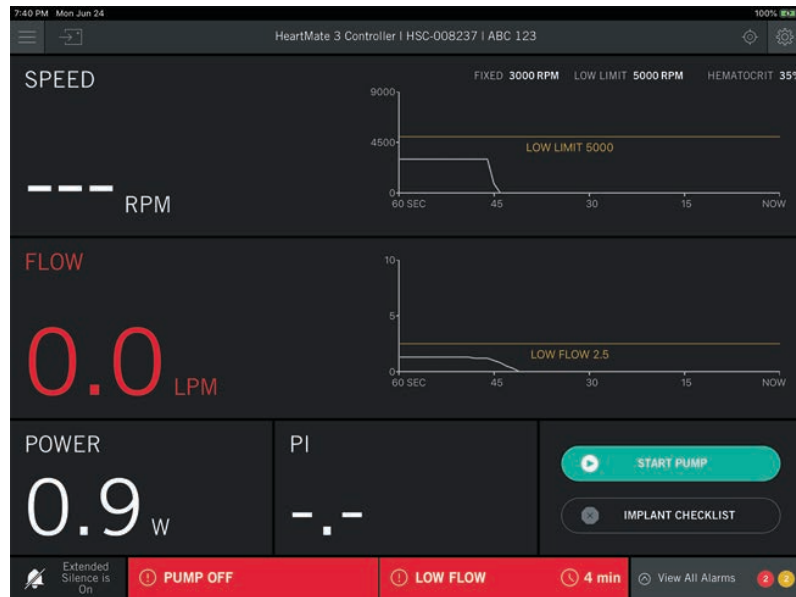 7:40 PM Mon Jun 24
100%
HeartMate 3 Controller | HSC-008237 | ABC 123
SPEED
FIXED 3000 RPM LOW LIMIT 5000 RPM HEMATOCRIT 35%
9000
4500
LOW LIMIT 5000
0
60 SEC 45 30 15 NOW
--- RPM
FLOW
10
5
LOW FLOW 2.5
0
60 SEC 45 30 15 NOW
0.0 LPM
POWER
0.9 W
PI
-.-
START PUMP
IMPLANT CHECKLIST
Extended
Silence is
On
PUMP OFF
LOW FLOW
4 min
View All Alarms
2 2